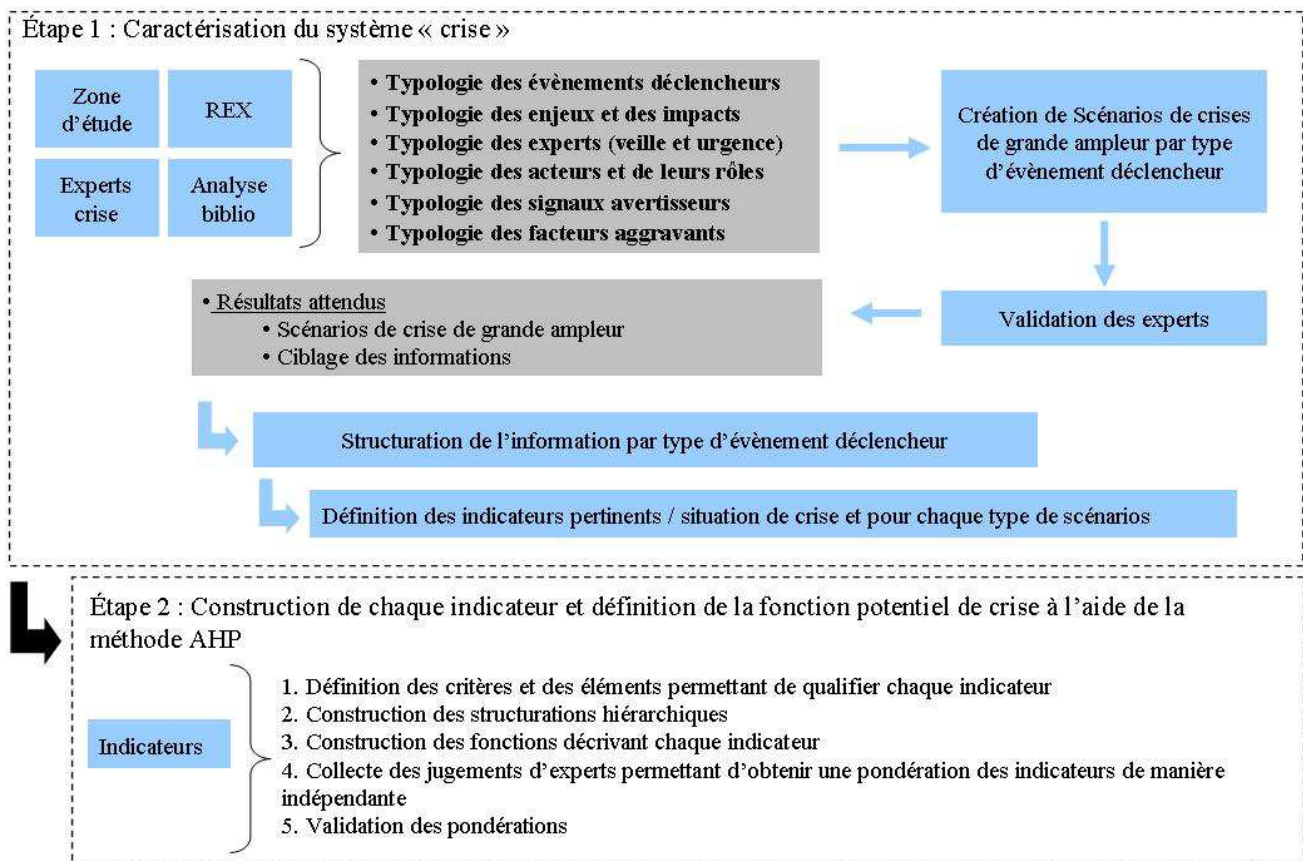 Étape 1 : Caractérisation du système « crise »
Zone
d’étude
REX
Experts
crise
Analyse
biblio
• Typologie des évènements déclencheurs
• Typologie des enjeux et des impacts
• Typologie des experts (veille et urgence)
• Typologie des acteurs et de leurs rôles
• Typologie des signaux avertisseurs
• Typologie des facteurs aggravants
Création de Scénarios de crises
de grande ampleur par type
d’évènement déclencheur
Validation des experts
• Résultats attendus
• Scénarios de crise de grande ampleur
• Ciblage des informations
Structuration de l’information par type d’évènement déclencheur
Définition des indicateurs pertinents / situation de crise et pour chaque type de scénarios
Étape 2 : Construction de chaque indicateur et définition de la fonction potentiel de crise à l’aide de la
méthode AHP
Indicateurs
1. Définition des critères et des éléments permettant de qualifier chaque indicateur
2. Construction des structurations hiérarchiques
3. Construction des fonctions décrivant chaque indicateur
4. Collecte des jugements d’experts permettant d’obtenir une pondération des indicateurs de manière
indépendante
5. Validation des pondérations